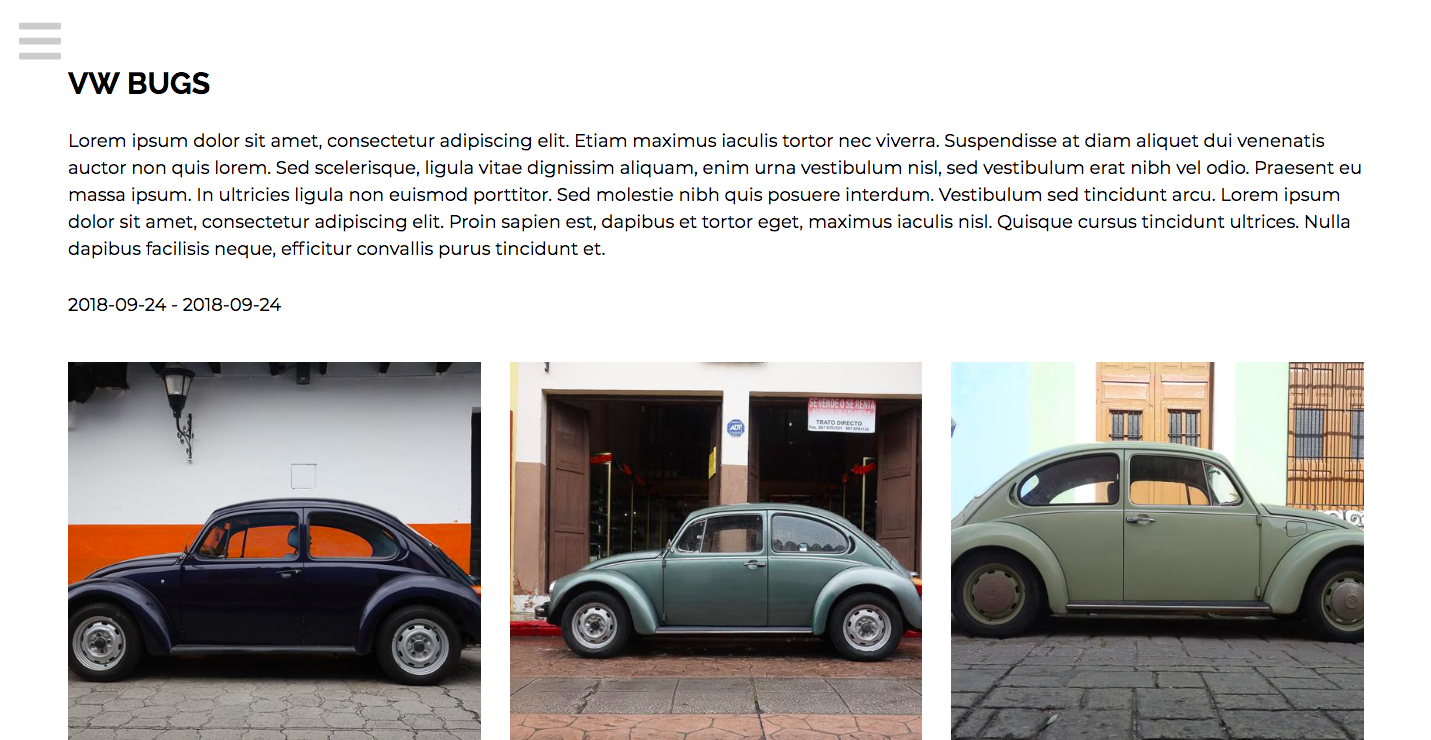 VW BUGS
Lorem ipsum dolor sit amet, consectetur adipiscing elit. Etiam maximus iaculis tortor nec viverra. Suspendisse at diam aliquet dui venenatis
auctor non quis lorem. Sed scelerisque, ligula vitae dignissim aliquam, enim urna vestibulum nisl, sed vestibulum erat nibh vel odio. Praesent eu
massa ipsum. In ultricies ligula non euismod porttitor. Sed molestie nibh quis posuere interdum. Vestibulum sed tincidunt arcu. Lorem ipsum
dolor sit amet, consectetur adipiscing elit. Proin sapien est, dapibus et tortor eget, maximus iaculis nisl. Quisque cursus tincidunt ultrices. Nulla
dapibus facilisis neque, efficitur convallis purus tincidunt et.
2018-09-24 - 2018-09-24
SE VENDE O SE RENTA
TRATO DIRECTO
ADT